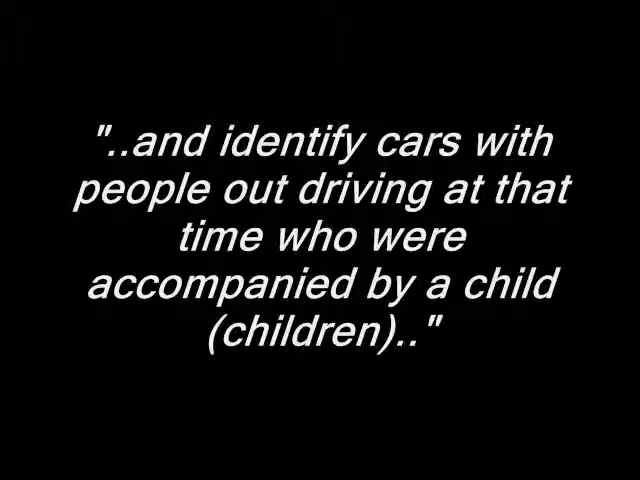 "..and identify cars with
people out driving at that
time who were
accompanied by a child
(children).."